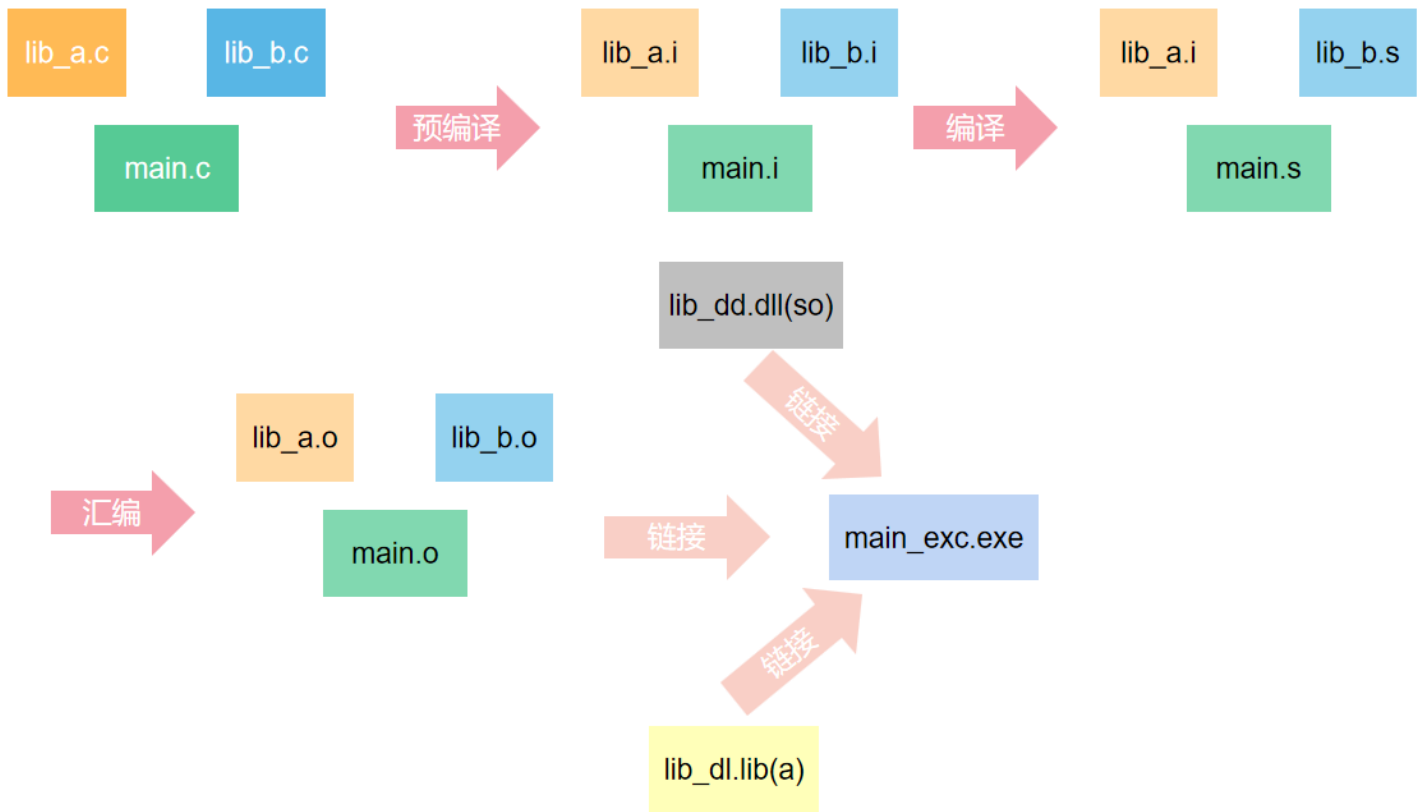 lib_a.c
lib_b.c
main.c
预编译
lib_a.i
lib_b.i
main.i
编译
lib_a.i
lib_b.s
main.s
lib_dd.dll(so)
链接
汇编
lib_a.o
lib_b.o
main.o
链接
main_exc.exe
链接
lib_dl.lib(a)